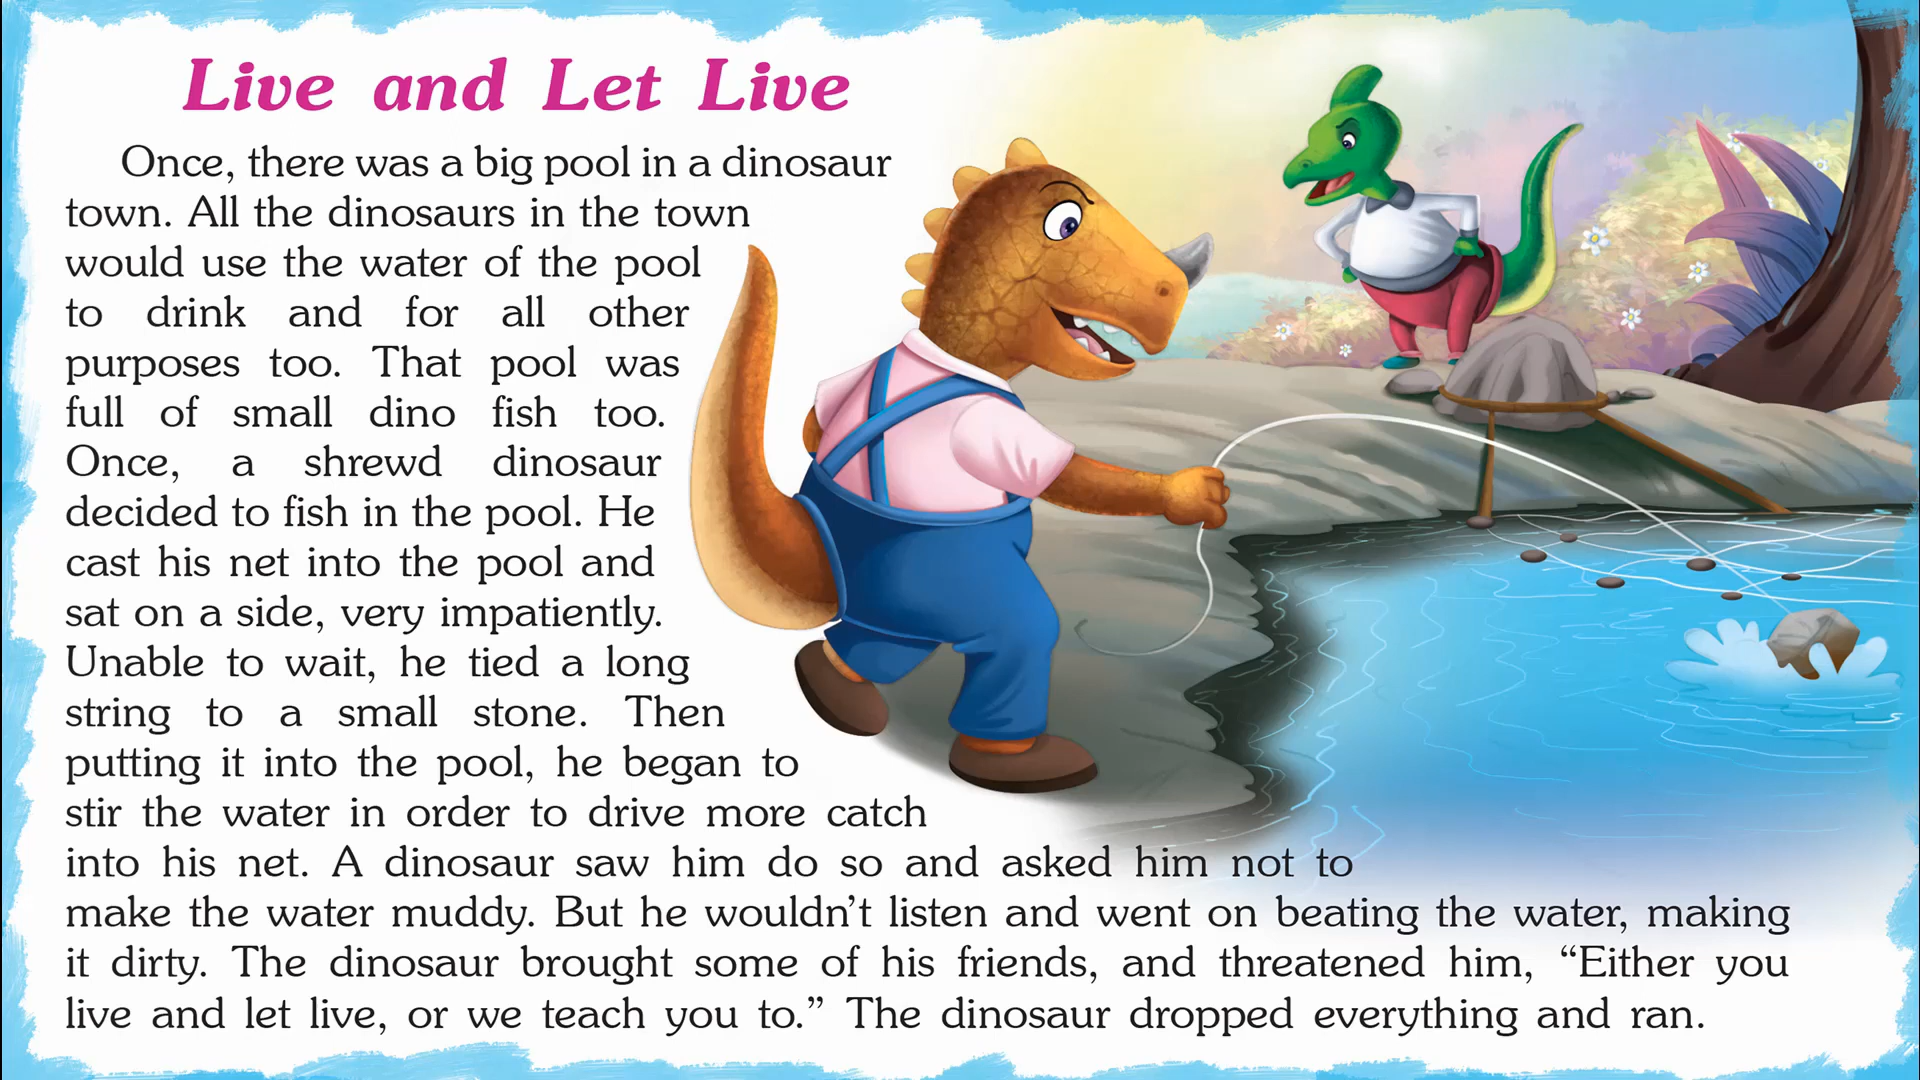 Live and Let Live
Once, there was a big pool in a dinosaur
town. All the dinosaurs in the town
would use the water of the pool
to drink and for all other
purposes too. That pool was
full of small dino fish too.
Once, a shrewd dinosaur
decided to fish in the pool. He
cast his net into the pool and
sat on a side, very impatiently.
Unable to wait, he tied a long
string to a small stone. Then
putting it into the pool, he began to
stir the water in order to drive more catch
into his net. A dinosaur saw him do so and asked him not to
make the water muddy. But he wouldn’t listen and went on beating the water, making
it dirty. The dinosaur brought some of his friends, and threatened him, “Either you
live and let live, or we teach you to.” The dinosaur dropped everything and ran.